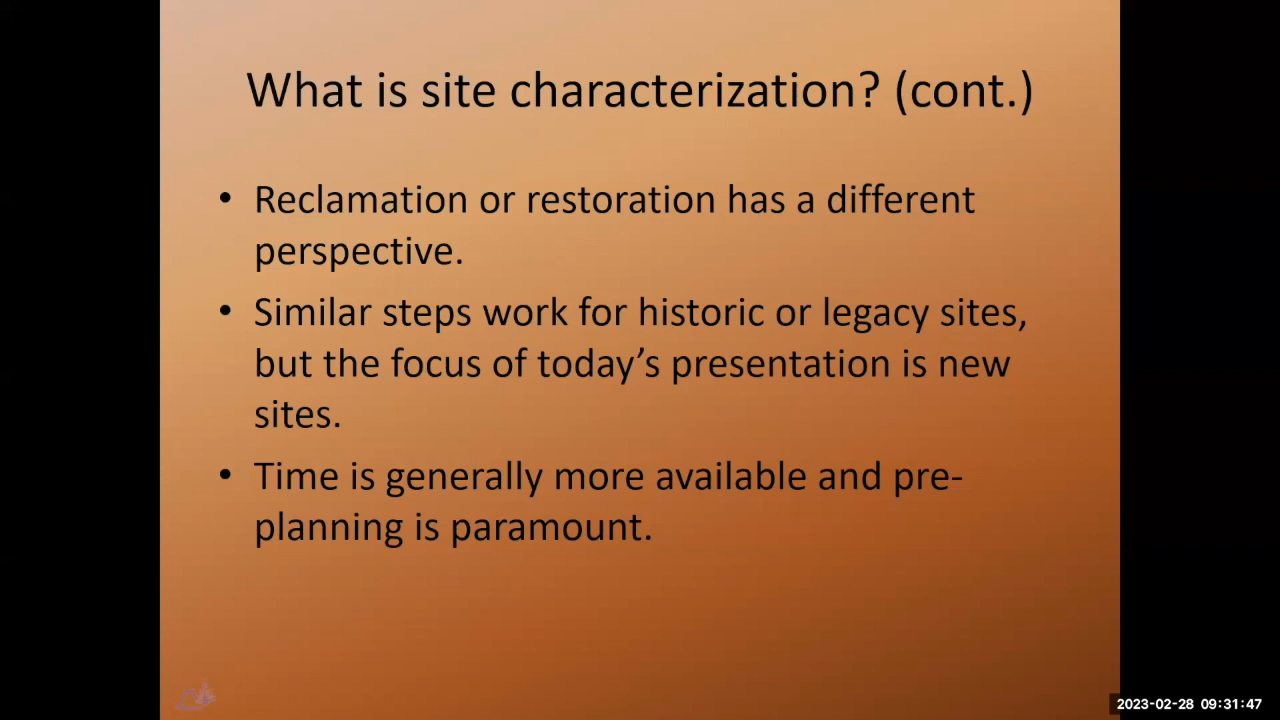 What is site characterization? (cont.)
• Reclamation or restoration has a different
perspective.
• Similar steps work for historic or legacy sites,
but the focus of today’s presentation is new
sites.
• Time is generally more available and pre-
planning is paramount.
2023-02-28 09:31:47